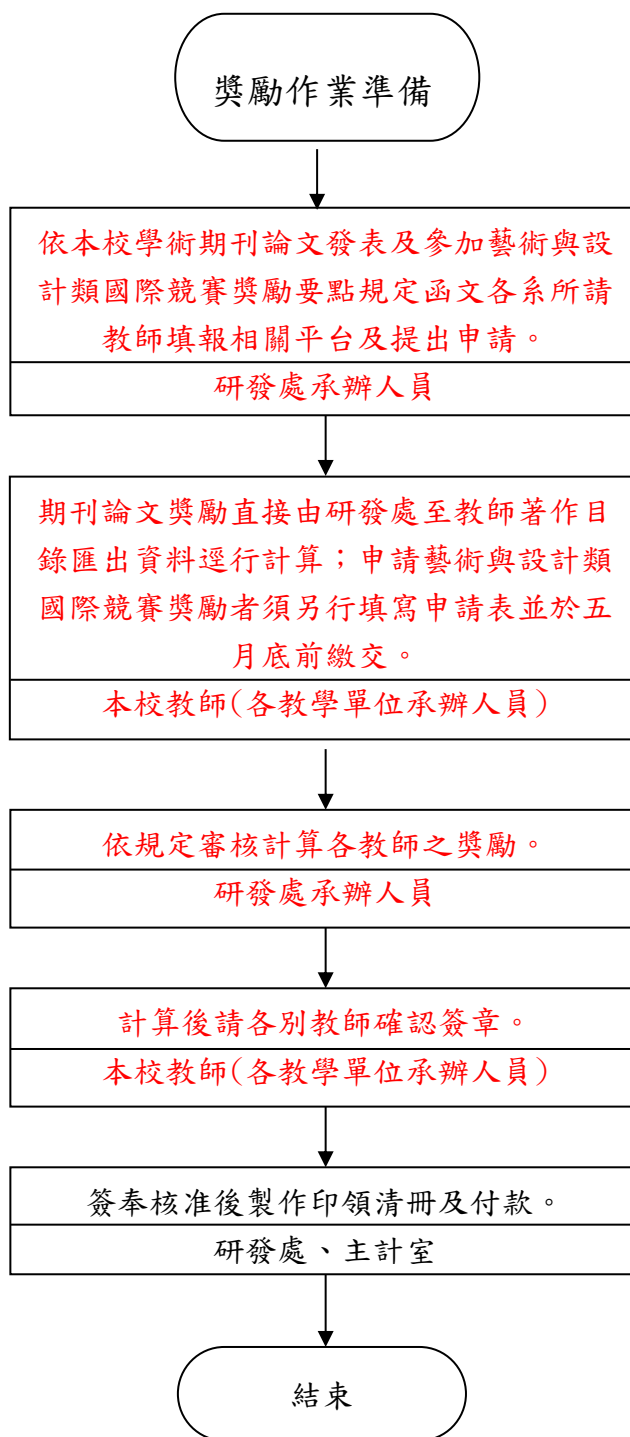 獎勵作業準備
依本校學術期刊論文發表及參加藝術與設
計類國際競賽獎勵要點規定函文各系所請
教師填報相關平台及提出申請。
研發處承辦人員
期刊論文獎勵直接由研發處至教師著作目
錄匯出資料逕行計算；申請藝術與設計類
國際競賽獎勵者須另行填寫申請表並於五
月底前繳交。
本校教師(各教學單位承辦人員)
依規定審核計算各教師之獎勵。
研發處承辦人員
計算後請各別教師確認簽章。
本校教師(各教學單位承辦人員)
簽奉核准後製作印領清冊及付款。
研發處、主計室
結束